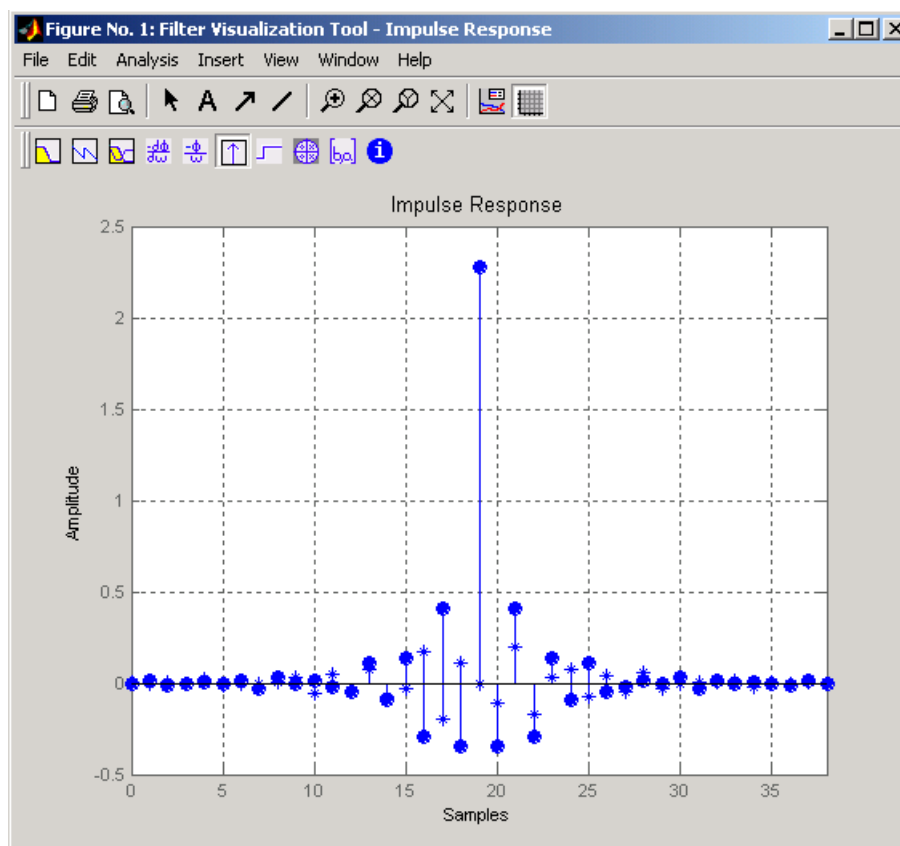 Figure No. 1: Filter Visualization Tool - Impulse Response
File Edit Analysis Insert View Window Help
A
b,a
i
Impulse Response
2.5
2
1.5
1
0.5
0
-0.5
Amplitude
0 5 10 15 20 25 30 35
Samples